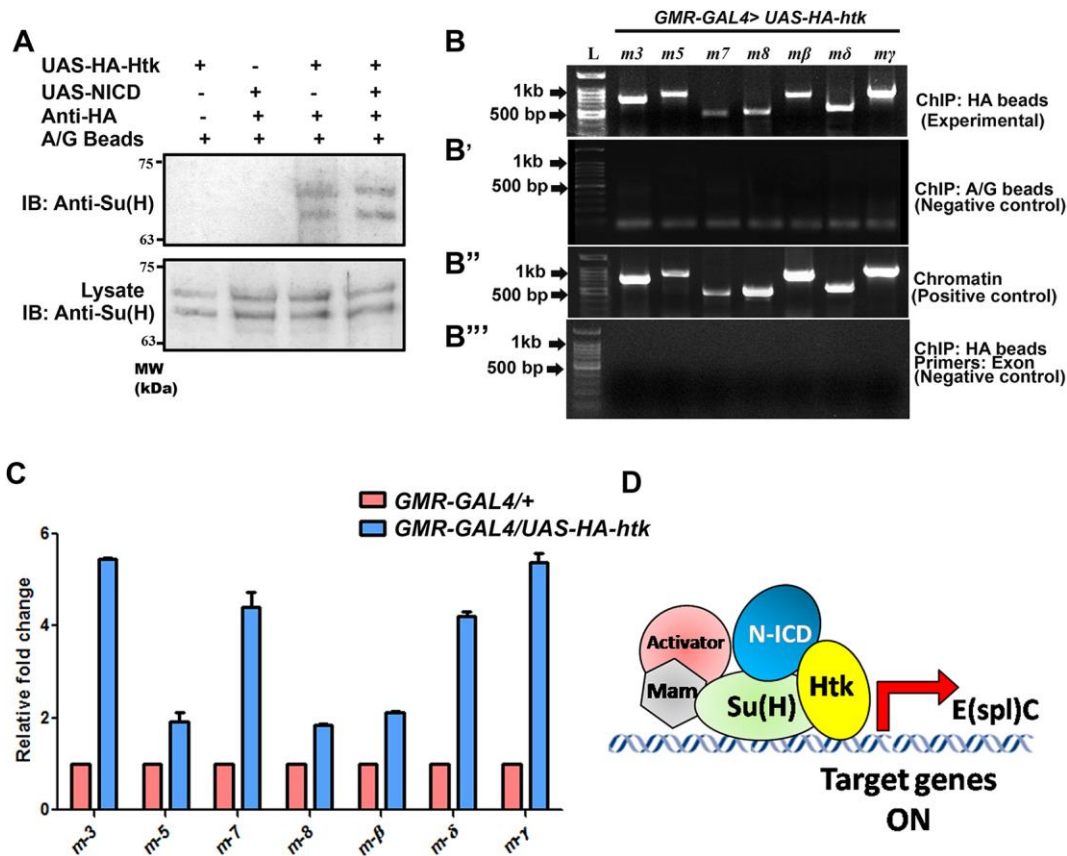 A
UAS-HA-Htk + - + +
UAS-NICD - + - +
Anti-HA - + + +
A/G Beads + + + +
75
IB: Anti-Su(H)
63
75
Lysate
IB: Anti-Su(H)
63
MW
(kDa)
B
GMR-GAL4> UAS-HA-htk
L m3 m5 m7 m8 mβ mδ mγ
1kb
500 bp
ChIP: HA beads
(Experimental)
B'
1kb
500 bp
ChIP: A/G beads
(Negative control)
B''
1kb
500 bp
Chromatin
(Positive control)
B'''
1kb
500 bp
ChIP: HA beads
Primers: Exon
(Negative control)
C
GMR-GAL4/+
GMR-GAL4/UAS-HA-htk
Relative fold change
6
4
2
0
m-3 m-5 m-7 m-8 m-β m-δ m-γ
D
Activator
N-ICD
Mam
Su(H)
Htk
E(spl)C
Target genes
ON